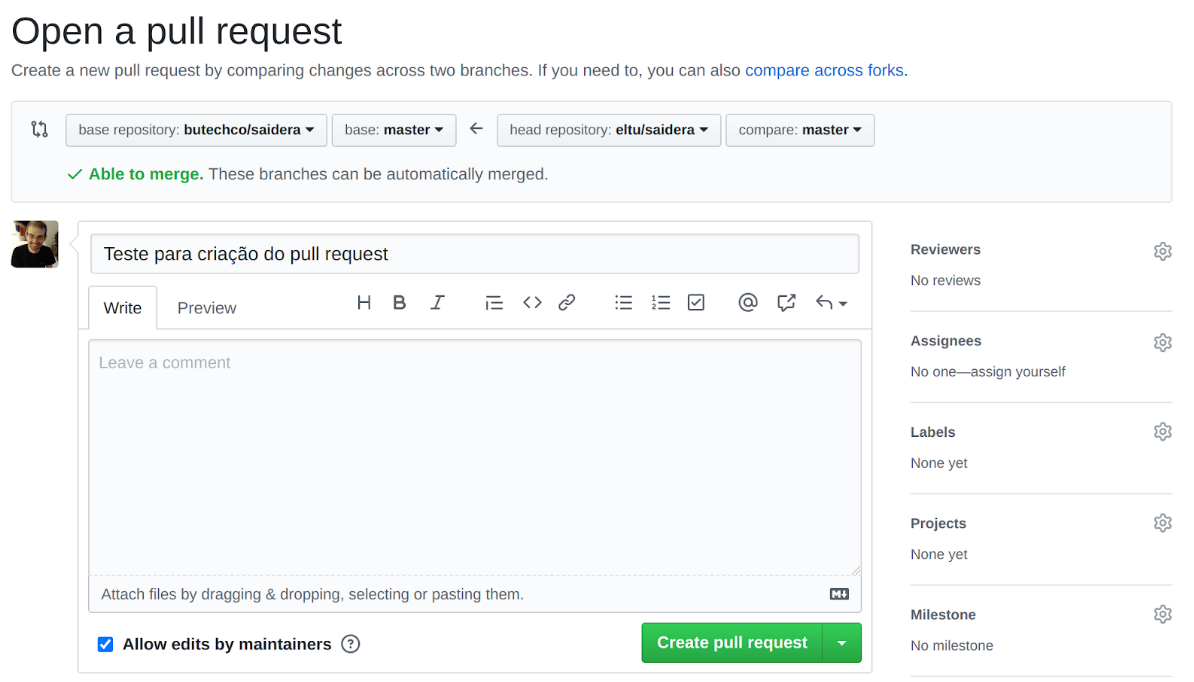 Open a pull request
Create a new pull request by comparing changes across two branches. If you need to, you can also compare across forks.
base repository: butechco/saidera base: master head repository: eltu/saidera compare: master
Able to merge. These branches can be automatically merged.
Teste para criação do pull request
Write Preview
Leave a comment
Attach files by dragging & dropping, selecting or pasting them.
Allow edits by maintainers
Create pull request
Reviewers
No reviews
Assignees
No one—assign yourself
Labels
None yet
Projects
None yet
Milestone
No milestone